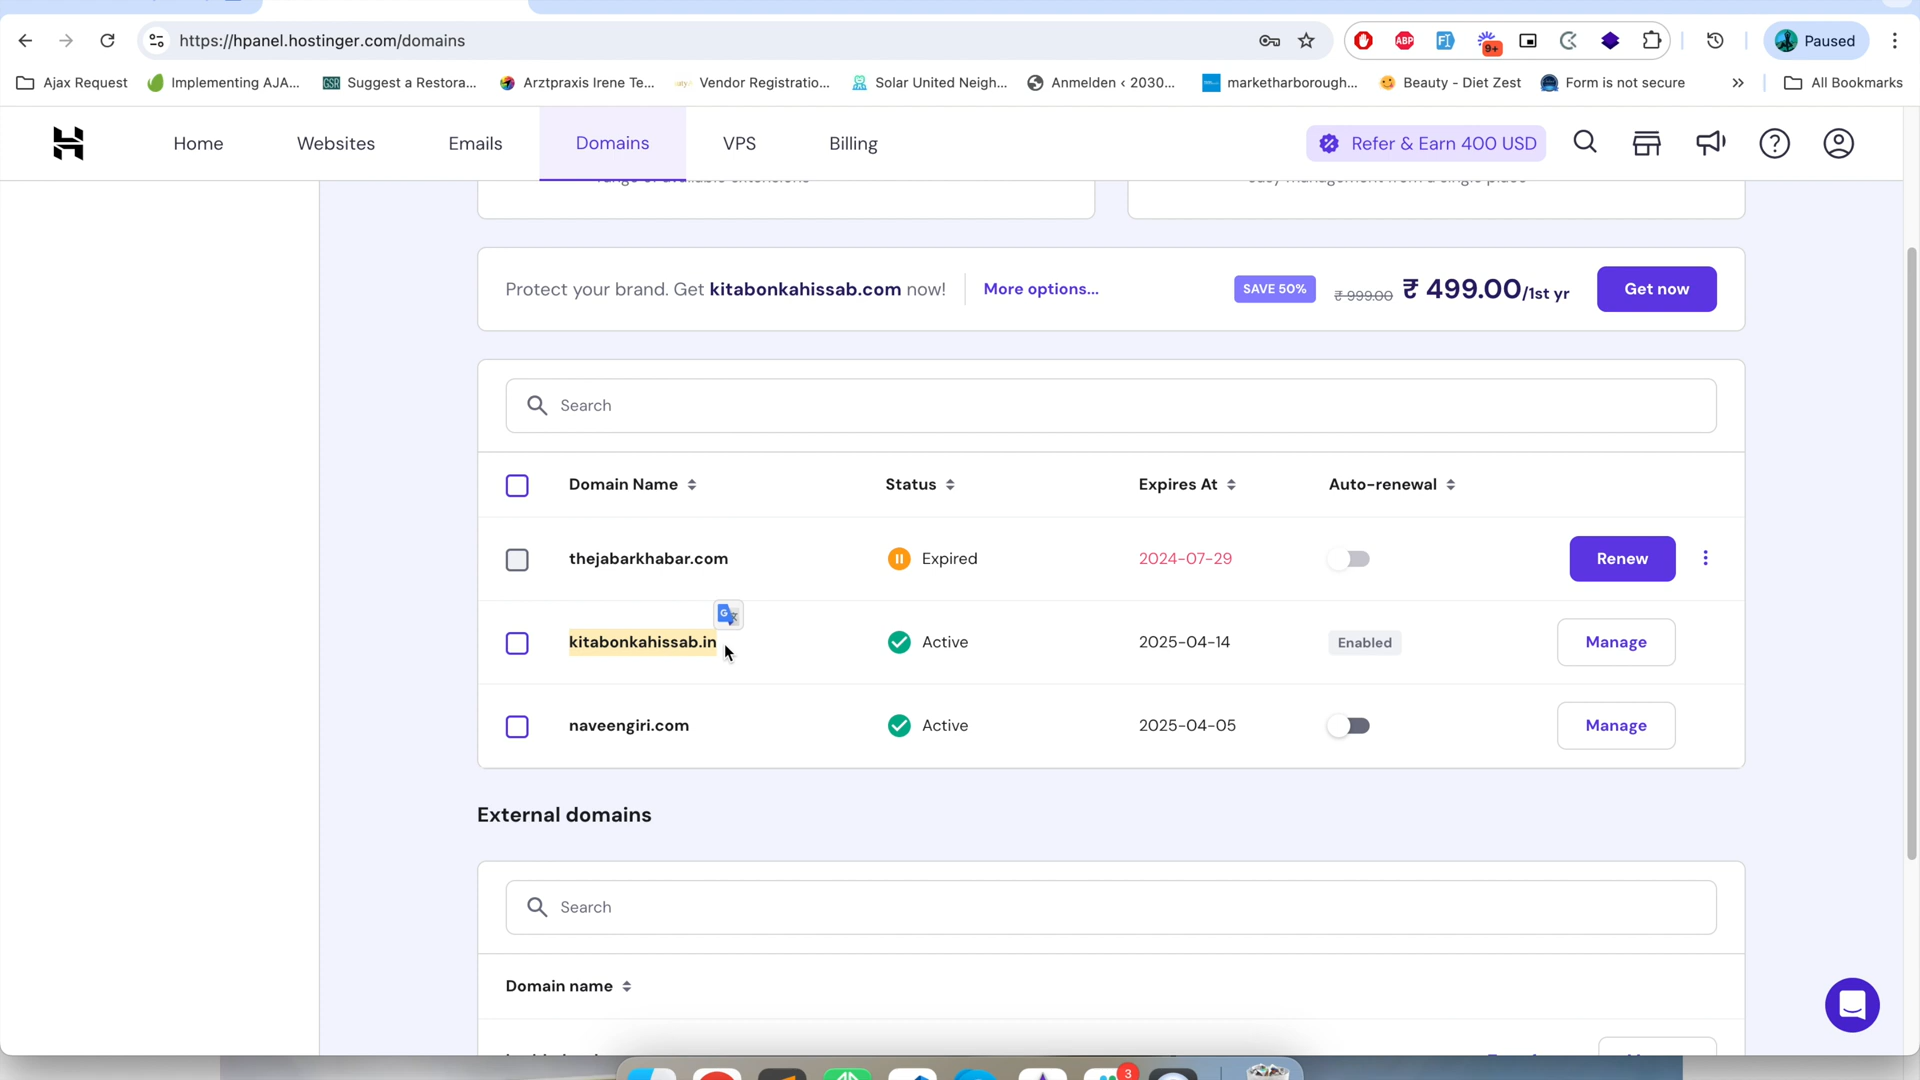 https://hpanel.hostinger.com/domains
9+
Paused
Ajax Request
Implementing AJA...
Suggest a Restora...
Arztpraxis Irene Te...
Vendor Registratio...
Solar United Neigh...
Anmelden ‹ 2030...
marketharborough...
Beauty - Diet Zest
Form is not secure
All Bookmarks
Home
Websites
Emails
Domains
VPS
Billing
Refer & Earn 400 USD
Protect your brand. Get kitabonkahissab.com now!
More options...
SAVE 50%
₹ 999.00
₹ 499.00/1st yr
Get now
Search
Domain Name
Status
Expires At
Auto-renewal
thejabarkhabar.com
Expired
2024-07-29
Renew
kitabonkahissab.in
Active
2025-04-14
Enabled
Manage
naveengiri.com
Active
2025-04-05
Manage
External domains
Search
Domain name
3